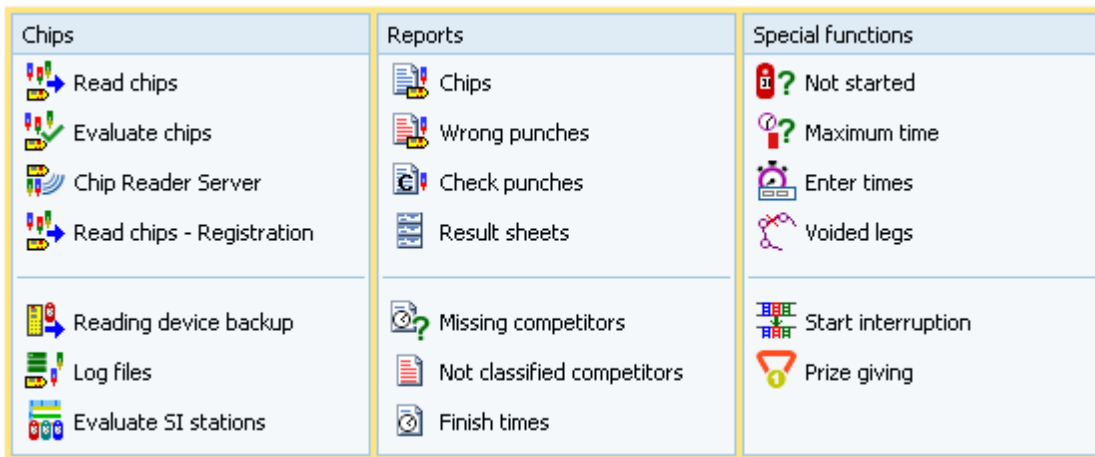 Chips
Read chips
Evaluate chips
Chip Reader Server
Read chips - Registration
Reading device backup
Log files
Evaluate SI stations
Reports
Chips
Wrong punches
Check punches
Result sheets
Missing competitors
Not classified competitors
Finish times
Special functions
Not started
Maximum time
Enter times
Voided legs
Start interruption
Prize giving